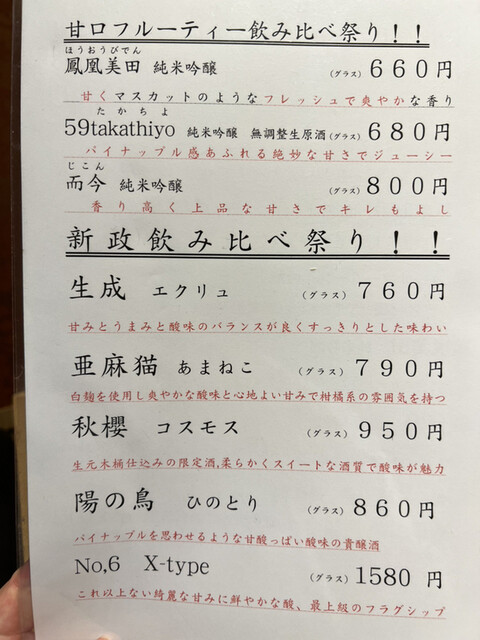 甘口フルーティー飲み比べ祭り！！
ほうおうびでん
鳳凰美田 純米吟醸 (グラス) 660円
甘くマスカットのようなフレッシュで爽やかな香り
たかちよ
59takathiyo 純米吟醸 無調整生原酒 (グラス) 680円
パイナップル感あふれる絶妙な甘さでジューシー
じこん
而今 純米吟醸 (グラス) 800円
香り高く上品な甘さでキレもよし
新政飲み比べ祭り！！
生成 エクリュ (グラス) 760円
甘みとうまみと酸味のバランスが良くすっきりとした味わい
亜麻猫 あまねこ (グラス) 790円
白麹を使用し爽やかな酸味と心地よい甘みで柑橘系の雰囲気を持つ
秋櫻 コスモス (グラス) 950円
生元木桶仕込みの限定酒,柔らかくスイートな酒質で酸味が魅力
陽の鳥 ひのとり (グラス) 860円
パイナップルを思わせるような甘酸っぱい酸味の貴醸酒
No,6 X-type (グラス) 1580円
これ以上ない綺麗な甘みに鮮やかな酸、最上級のフラグシップ